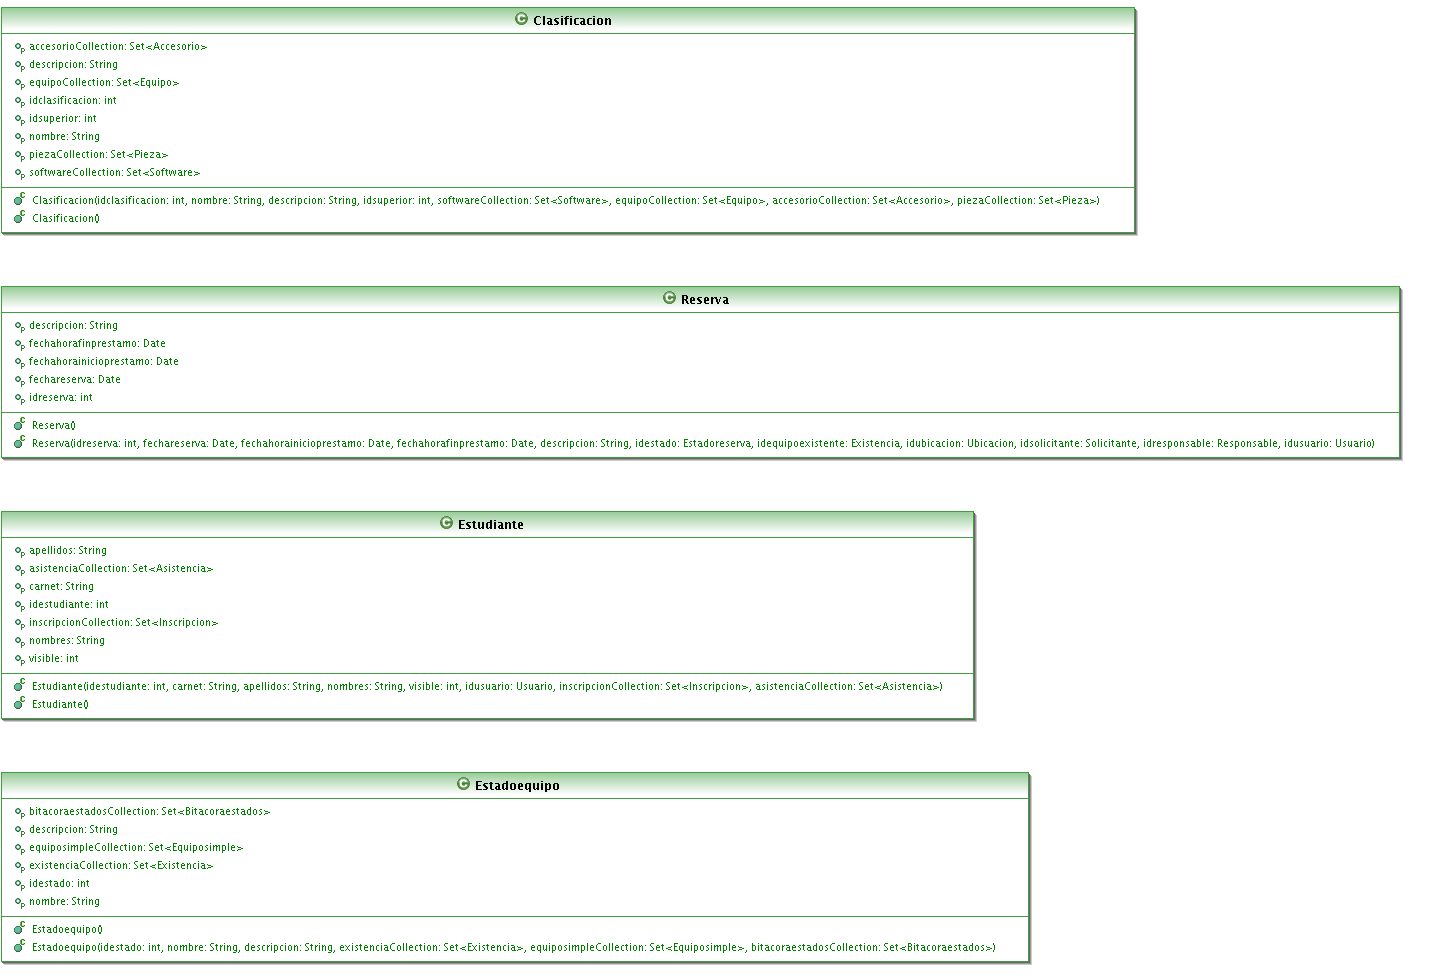 Clasificacion
accesorioCollection: Set<Accesorio>
descripcion: String
equipoCollection: Set<Equipo>
idclasificacion: int
idsuperior: int
nombre: String
piezaCollection: Set<Pieza>
softwareCollection: Set<Software>
Clasificacion(idclasificacion: int, nombre: String, descripcion: String, idsuperior: int, softwareCollection: Set<Software>, equipoCollection: Set<Equipo>, accesorioCollection: Set<Accesorio>, piezaCollection: Set<Pieza>)
Clasificacion()
Reserva
descripcion: String
fechahorafinprestamo: Date
fechahorainicioprestamo: Date
fechareserva: Date
idreserva: int
Reserva()
Reserva(idreserva: int, fechareserva: Date, fechahorainicioprestamo: Date, fechahorafinprestamo: Date, descripcion: String, idestado: Estadoreserva, idequipoexistente: Existencia, idubicacion: Ubicacion, idsolicitante: Solicitante, idresponsable: Responsable, idusuario: Usuario)
Estudiante
apellidos: String
asistenciaCollection: Set<Asistencia>
carnet: String
idestudiante: int
inscripcionCollection: Set<Inscripcion>
nombres: String
visible: int
Estudiante(idestudiante: int, carnet: String, apellidos: String, nombres: String, visible: int, idusuario: Usuario, inscripcionCollection: Set<Inscripcion>, asistenciaCollection: Set<Asistencia>)
Estudiante()
Estadoequipo
bitacoraestadosCollection: Set<Bitacoraestados>
descripcion: String
equiposimpleCollection: Set<Equiposimple>
existenciaCollection: Set<Existencia>
idestado: int
nombre: String
Estadoequipo()
Estadoequipo(idestado: int, nombre: String, descripcion: String, existenciaCollection: Set<Existencia>, equiposimpleCollection: Set<Equiposimple>, bitacoraestadosCollection: Set<Bitacoraestados>)